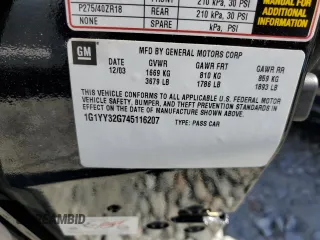 FRONT 210 kPa, 30 PSI
P275/40ZR18 REAR 210 kPa, 30 PSI
NONE SPARE kPa, PSI
MANUAL FOR
ADDITIONAL
INFORMATION
GM MFD BY GENERAL MOTORS CORP
DATE GVWR GAWR FRT GAWR RR
12/03 1669 KG 810 KG 859 KG
3679 LB 1786 LB 1893 LB
THIS VEHICLE CONFORMS TO ALL APPLICABLE U.S. FEDERAL MOTOR
VEHICLE SAFETY, BUMPER, AND THEFT PREVENTION STANDARDS IN
EFFECT ON THE DATE OF MANUFACTURE SHOWN ABOVE.
1G1YY32G745116207 TYPE: PASS CAR